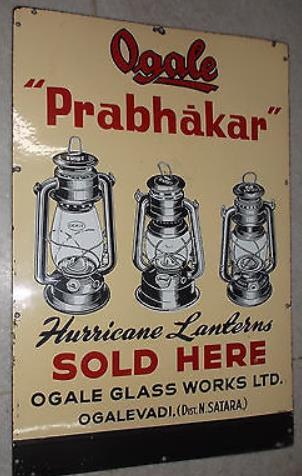 Ogale
"Prabhākar"
Hurricane Lanterns
SOLD HERE
OGALE GLASS WORKS LTD.
OGALEVADI, (DIST. N. SATARA.)